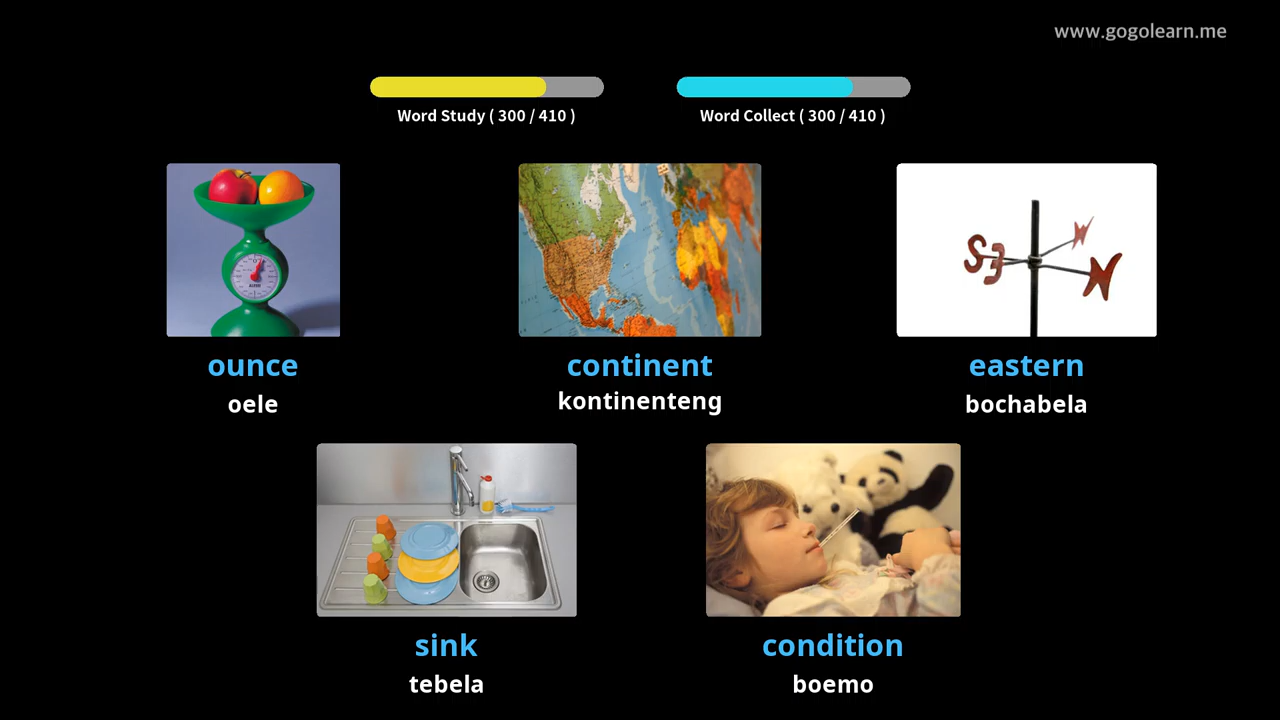 www.gogolearn.me
Word Study ( 300 / 410 )
Word Collect ( 300 / 410 )
ounce
oele
continent
kontinenteng
eastern
bochabela
S
E
N
W
sink
tebela
condition
boemo